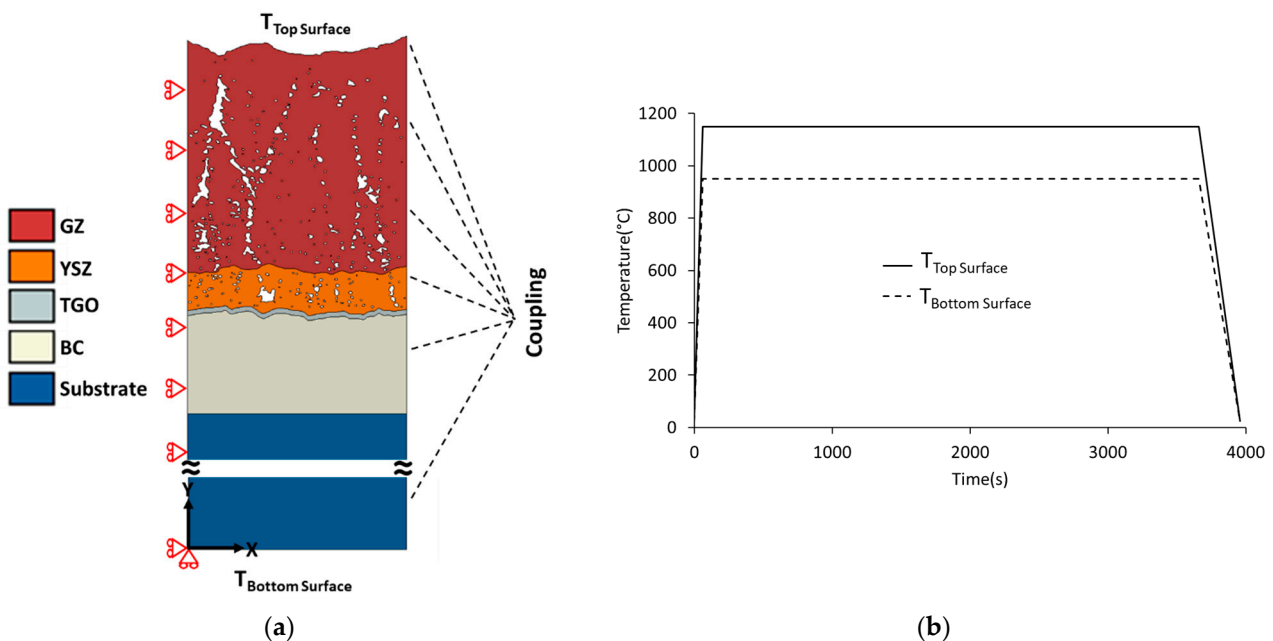 T Top Surface
GZ
YSZ
TGO
BC
Substrate
Coupling
≈ ≈
Y
X
T Bottom Surface
(a)
Temperature(°C)
1200
1000
800
600
400
200
0
T Top Surface
T Bottom Surface
0 1000 2000 3000 4000
Time(s)
(b)